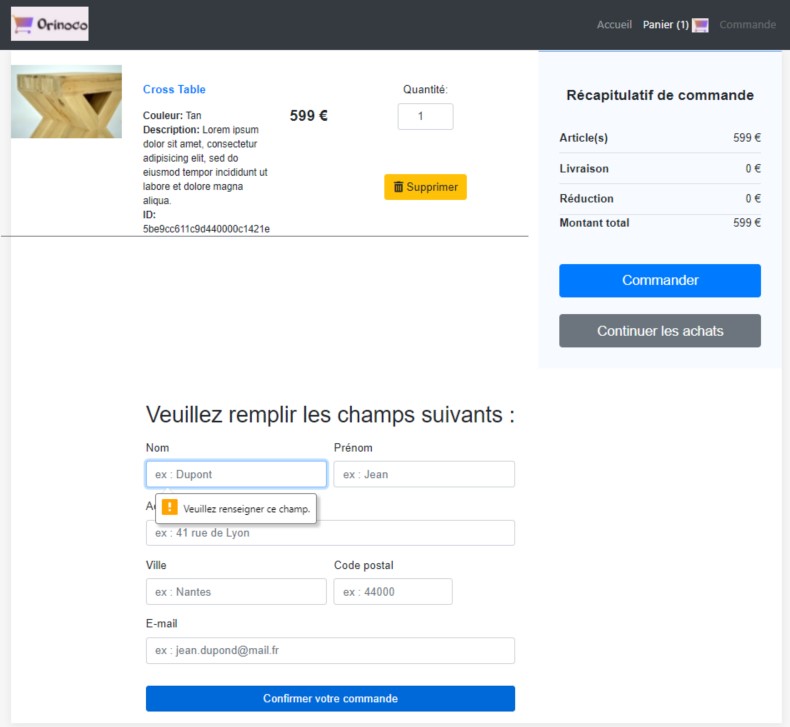 Orinoco
Accueil Panier (1) Commande
Cross Table
Couleur: Tan
Description: Lorem ipsum
dolor sit amet, consectetur
adipisicing elit, sed do
eiusmod tempor incididunt ut
labore et dolore magna
aliqua.
ID:
5be9cc611c9d440000c1421e
599 €
Quantité:
1
Supprimer
Récapitulatif de commande
Article(s) 599 €
Livraison 0 €
Réduction 0 €
Montant total 599 €
Commander
Continuer les achats
Veuillez remplir les champs suivants :
Nom Prénom
ex : Dupont ex : Jean
Veuillez renseigner ce champ.
ex : 41 rue de Lyon
Ville Code postal
ex : Nantes ex : 44000
E-mail
ex : jean.dupond@mail.fr
Confirmer votre commande